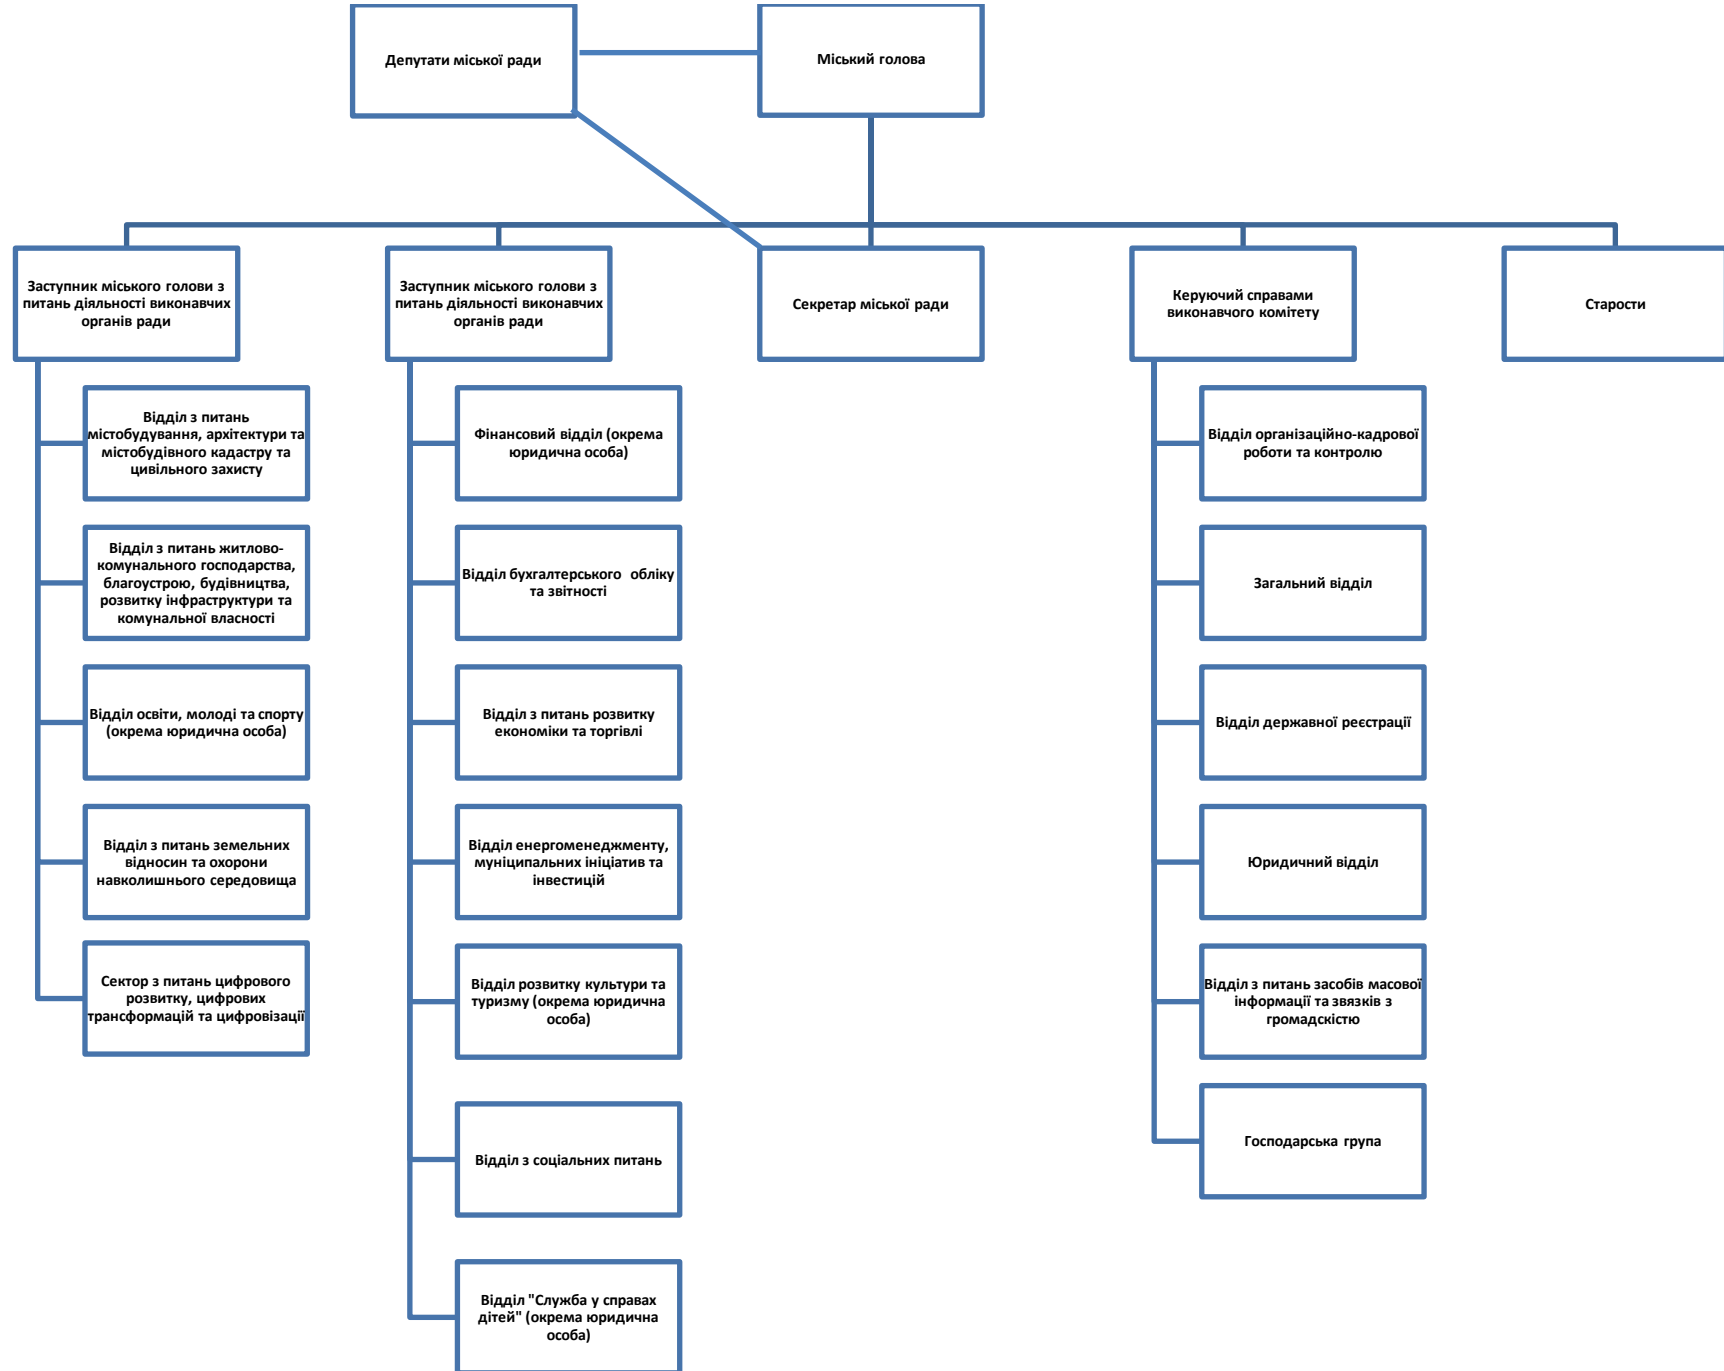 Депутати міської ради
Міський голова
Заступник міського голови з
питань діяльності виконавчих
органів ради
Заступник міського голови з
питань діяльності виконавчих
органів ради
Секретар міської ради
Керуючий справами
виконавчого комітету
Старости
Відділ з питань
містобудування, архітектури та
містобудівного кадастру та
цивільного захисту
Відділ з питань житлово-
комунального господарства,
благоустрою, будівництва,
розвитку інфраструктури та
комунальної власності
Відділ освіти, молоді та спорту
(окрема юридична особа)
Відділ з питань земельних
відносин та охорони
навколишнього середовища
Сектор з питань цифрового
розвитку, цифрових
трансформацій та цифровізації
Фінансовий відділ (окрема
юридична особа)
Відділ бухгалтерського обліку
та звітності
Відділ з питань розвитку
економіки та торгівлі
Відділ енергоменеджменту,
муніципальних ініціатив та
інвестицій
Відділ розвитку культури та
туризму (окрема юридична
особа)
Відділ з соціальних питань
Відділ "Служба у справах
дітей" (окрема юридична
особа)
Відділ організаційно-кадрової
роботи та контролю
Загальний відділ
Відділ державної реєстрації
Юридичний відділ
Відділ з питань засобів масової
інформації та звязків з
громадскістю
Господарська група